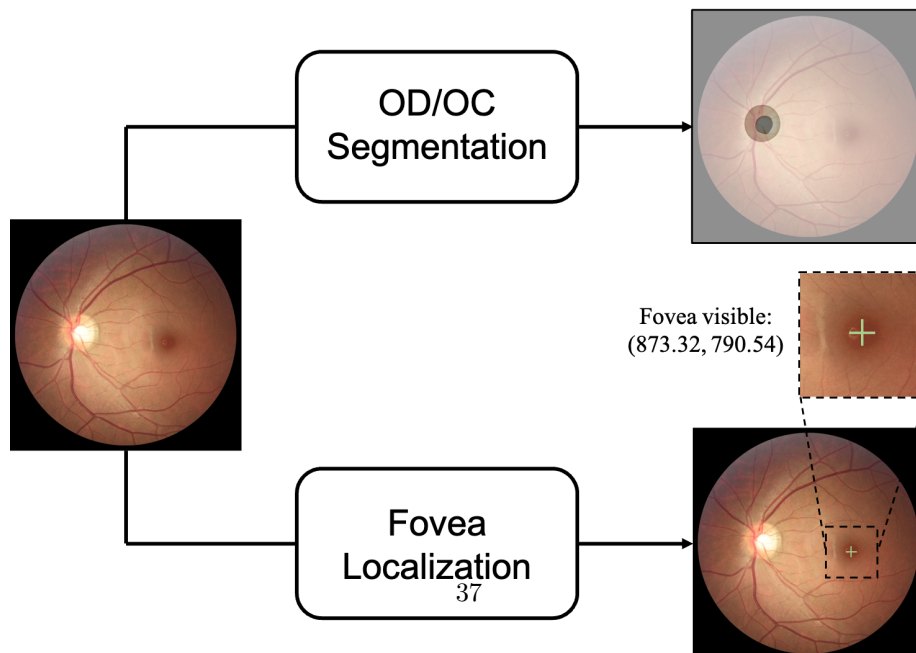 OD/OC
Segmentation
Fovea visible:
(873.32, 790.54)
Fovea
Localization
37